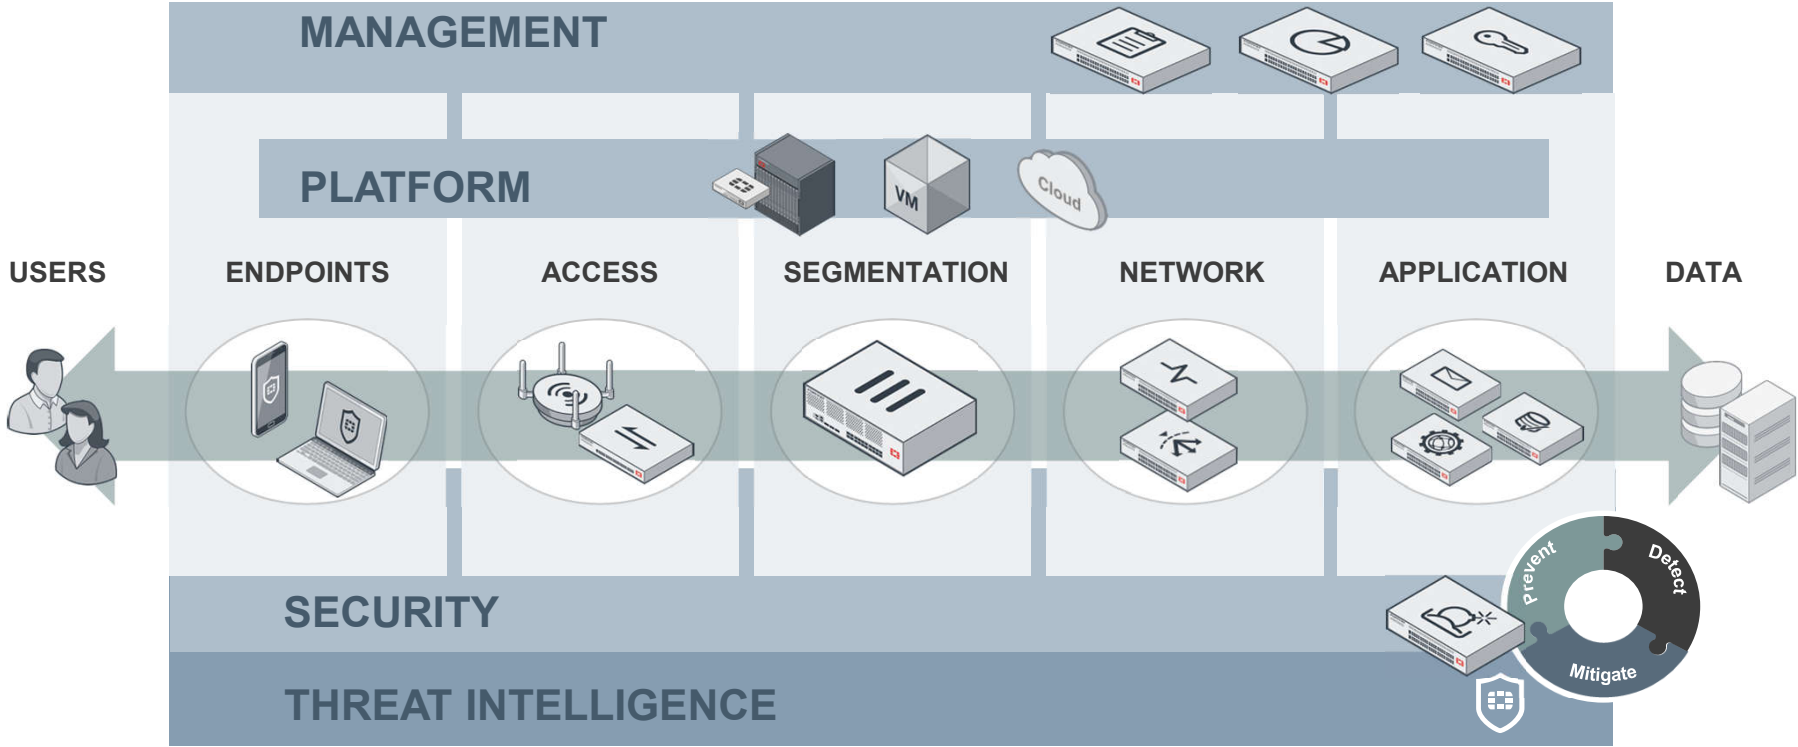 MANAGEMENT
PLATFORM
VM
Cloud
USERS
ENDPOINTS
ACCESS
SEGMENTATION
NETWORK
APPLICATION
DATA
Prevent
Detect
Mitigate
SECURITY
THREAT INTELLIGENCE